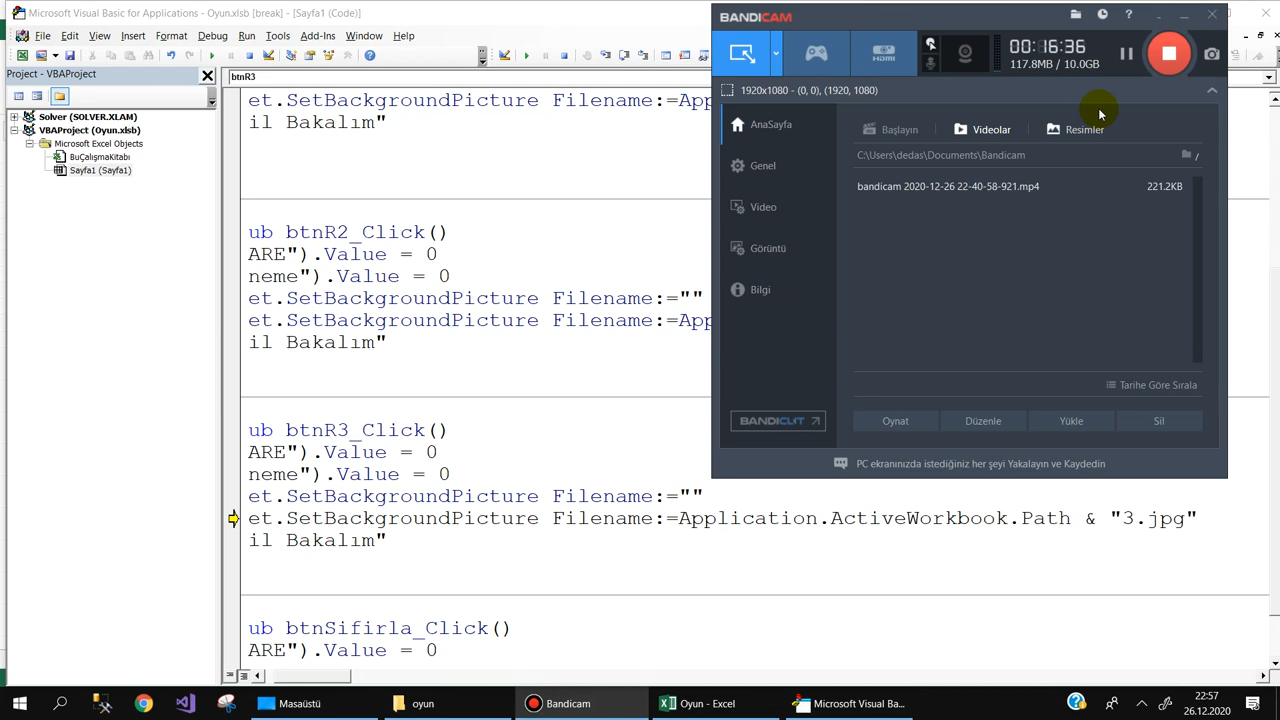 Microsoft Visual Basic for Applications - Oyun.xlsb [break] - [Sayfa1 (Code)]
File Edit View Insert Format Debug Run Tools Add-Ins Window Help
Project - VBAProject
Solver (SOLVER.XLAM)
VBAProject (Oyun.xlsb)
Microsoft Excel Objects
BuÇalışmaKitabı
Sayfa1 (Sayfa1)
btnR3
et.SetBackgroundPicture Filename:=App
il Bakalım"
ub btnR2_Click()
ARE").Value = 0
neme").Value = 0
et.SetBackgroundPicture Filename:=""
et.SetBackgroundPicture Filename:=App
il Bakalım"
ub btnR3_Click()
ARE").Value = 0
neme").Value = 0
et.SetBackgroundPicture Filename:=""
et.SetBackgroundPicture Filename:=Application.ActiveWorkbook.Path & "3.jpg"
il Bakalım"
ub btnSifirla_Click()
ARE").Value = 0
BANDICAM
HDMI
00:16:36
117.8MB / 10.0GB
1920x1080 - (0, 0), (1920, 1080)
AnaSayfa
Genel
Video
Görüntü
Bilgi
BANDICUT
Başlayın
Videolar
Resimler
C:\Users\dedas\Documents\Bandicam
bandicam 2020-12-26 22-40-58-921.mp4 221.2KB
Tarihe Göre Sırala
Oynat Düzenle Yükle Sil
PC ekranınızda istediğiniz her şeyi Yakalayın ve Kaydedin
Masaüstü
oyun
Bandicam
Oyun - Excel
Microsoft Visual Ba...
22:57
26.12.2020